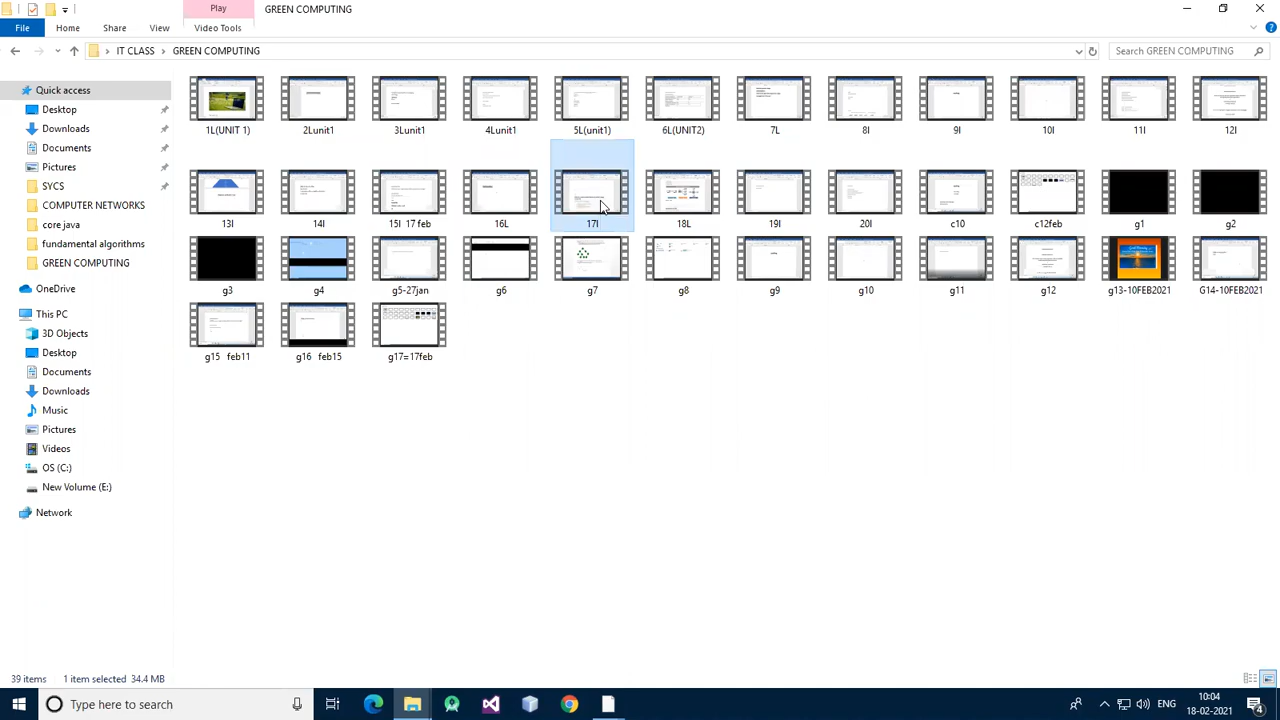 Play
GREEN COMPUTING
File
Home
Share
View
Video Tools
IT CLASS
GREEN COMPUTING
Search GREEN COMPUTING
Quick access
Desktop
Downloads
Documents
Pictures
SYCS
COMPUTER NETWORKS
core java
fundamental algorithms
GREEN COMPUTING
OneDrive
This PC
3D Objects
Desktop
Documents
Downloads
Music
Pictures
Videos
OS (C:)
New Volume (E:)
Network
1L(UNIT 1)
2Lunit1
3Lunit1
4Lunit1
5L(unit1)
6L(UNIT2)
7L
8l
9l
10l
11l
12l
13l
14l
15l 17 feb
16L
17l
18L
19l
20l
c10
c12feb
g1
g2
g3
g4
g5-27jan
g6
g7
g8
g9
g10
g11
g12
g13-10FEB2021
G14-10FEB2021
g15 feb11
g16 feb15
g17=17feb
39 items
1 item selected 34.4 MB
Type here to search
ENG
10:04
18-02-2021
4